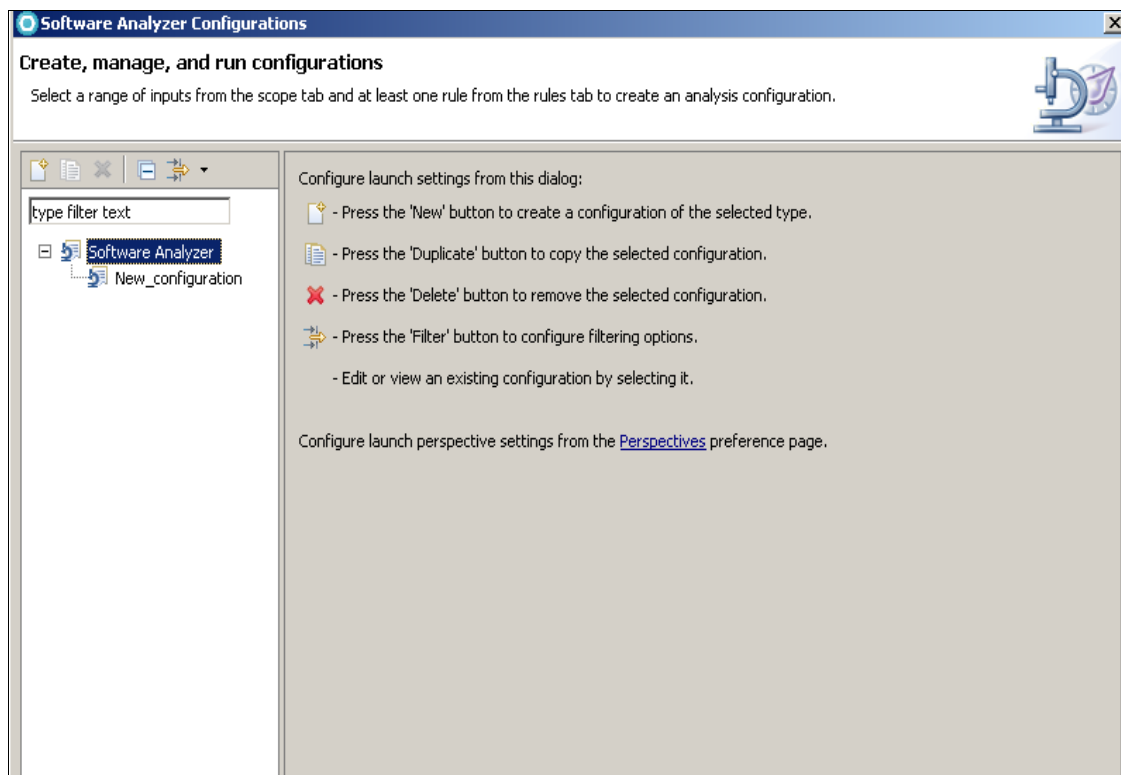 Software Analyzer Configurations
Create, manage, and run configurations
Select a range of inputs from the scope tab and at least one rule from the rules tab to create an analysis configuration.
type filter text
Software Analyzer
New_configuration
Configure launch settings from this dialog:
- Press the 'New' button to create a configuration of the selected type.
- Press the 'Duplicate' button to copy the selected configuration.
- Press the 'Delete' button to remove the selected configuration.
- Press the 'Filter' button to configure filtering options.
- Edit or view an existing configuration by selecting it.
Configure launch perspective settings from the Perspectives preference page.